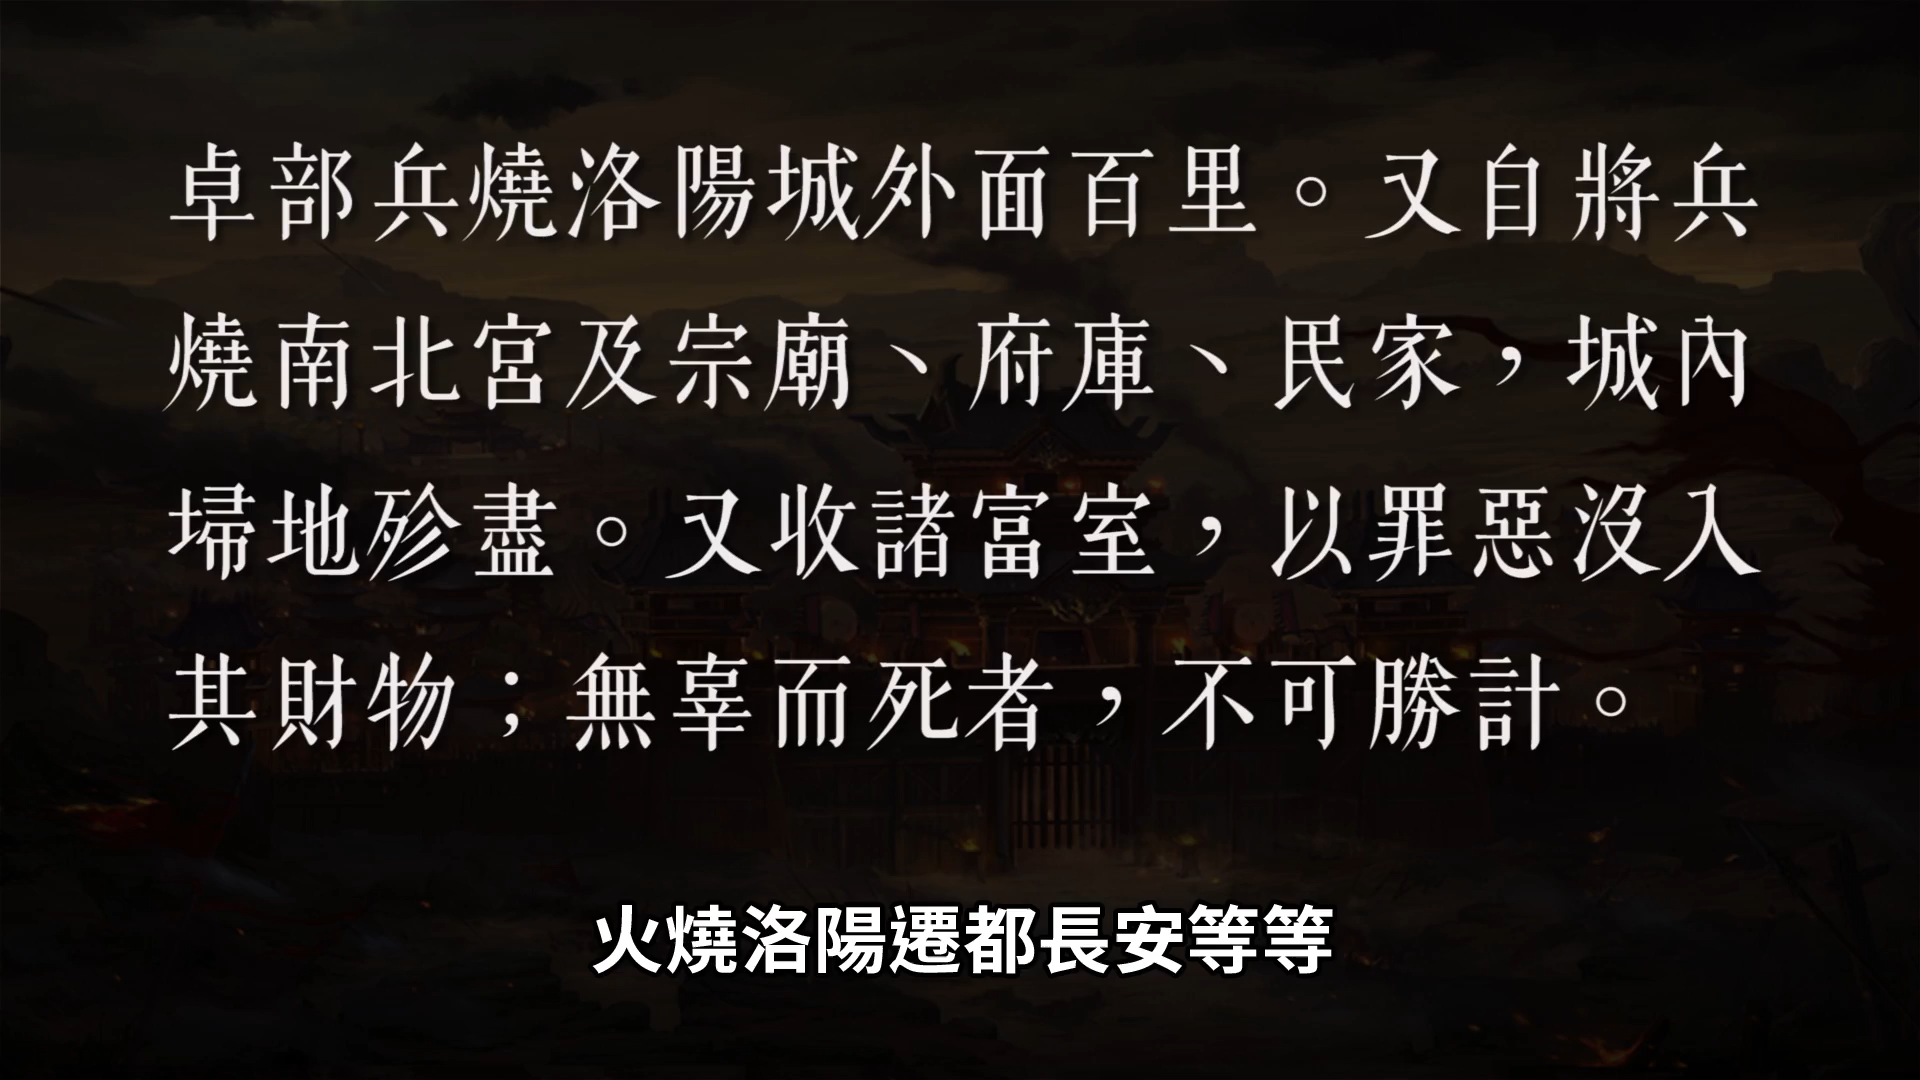 卓部兵燒洛陽城外面百里。又自將兵
燒南北宮及宗廟、府庫、民家，城內
埽地殄盡。又收諸富室，以罪惡沒入
其財物；無辜而死者，不可勝計。
火燒洛陽遷都長安等等